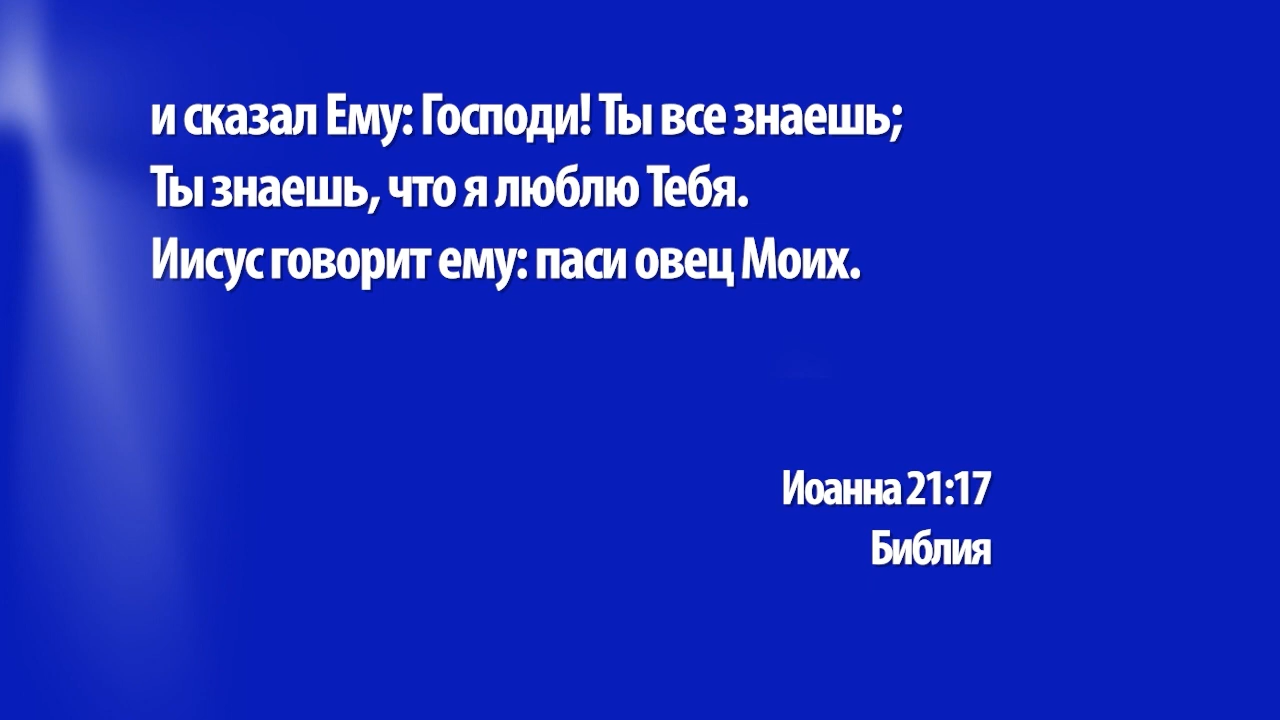 и сказал Ему: Господи! Ты все знаешь;
Ты знаешь, что я люблю Тебя.
Иисус говорит ему: паси овец Моих.
Иоанна 21:17
Библия